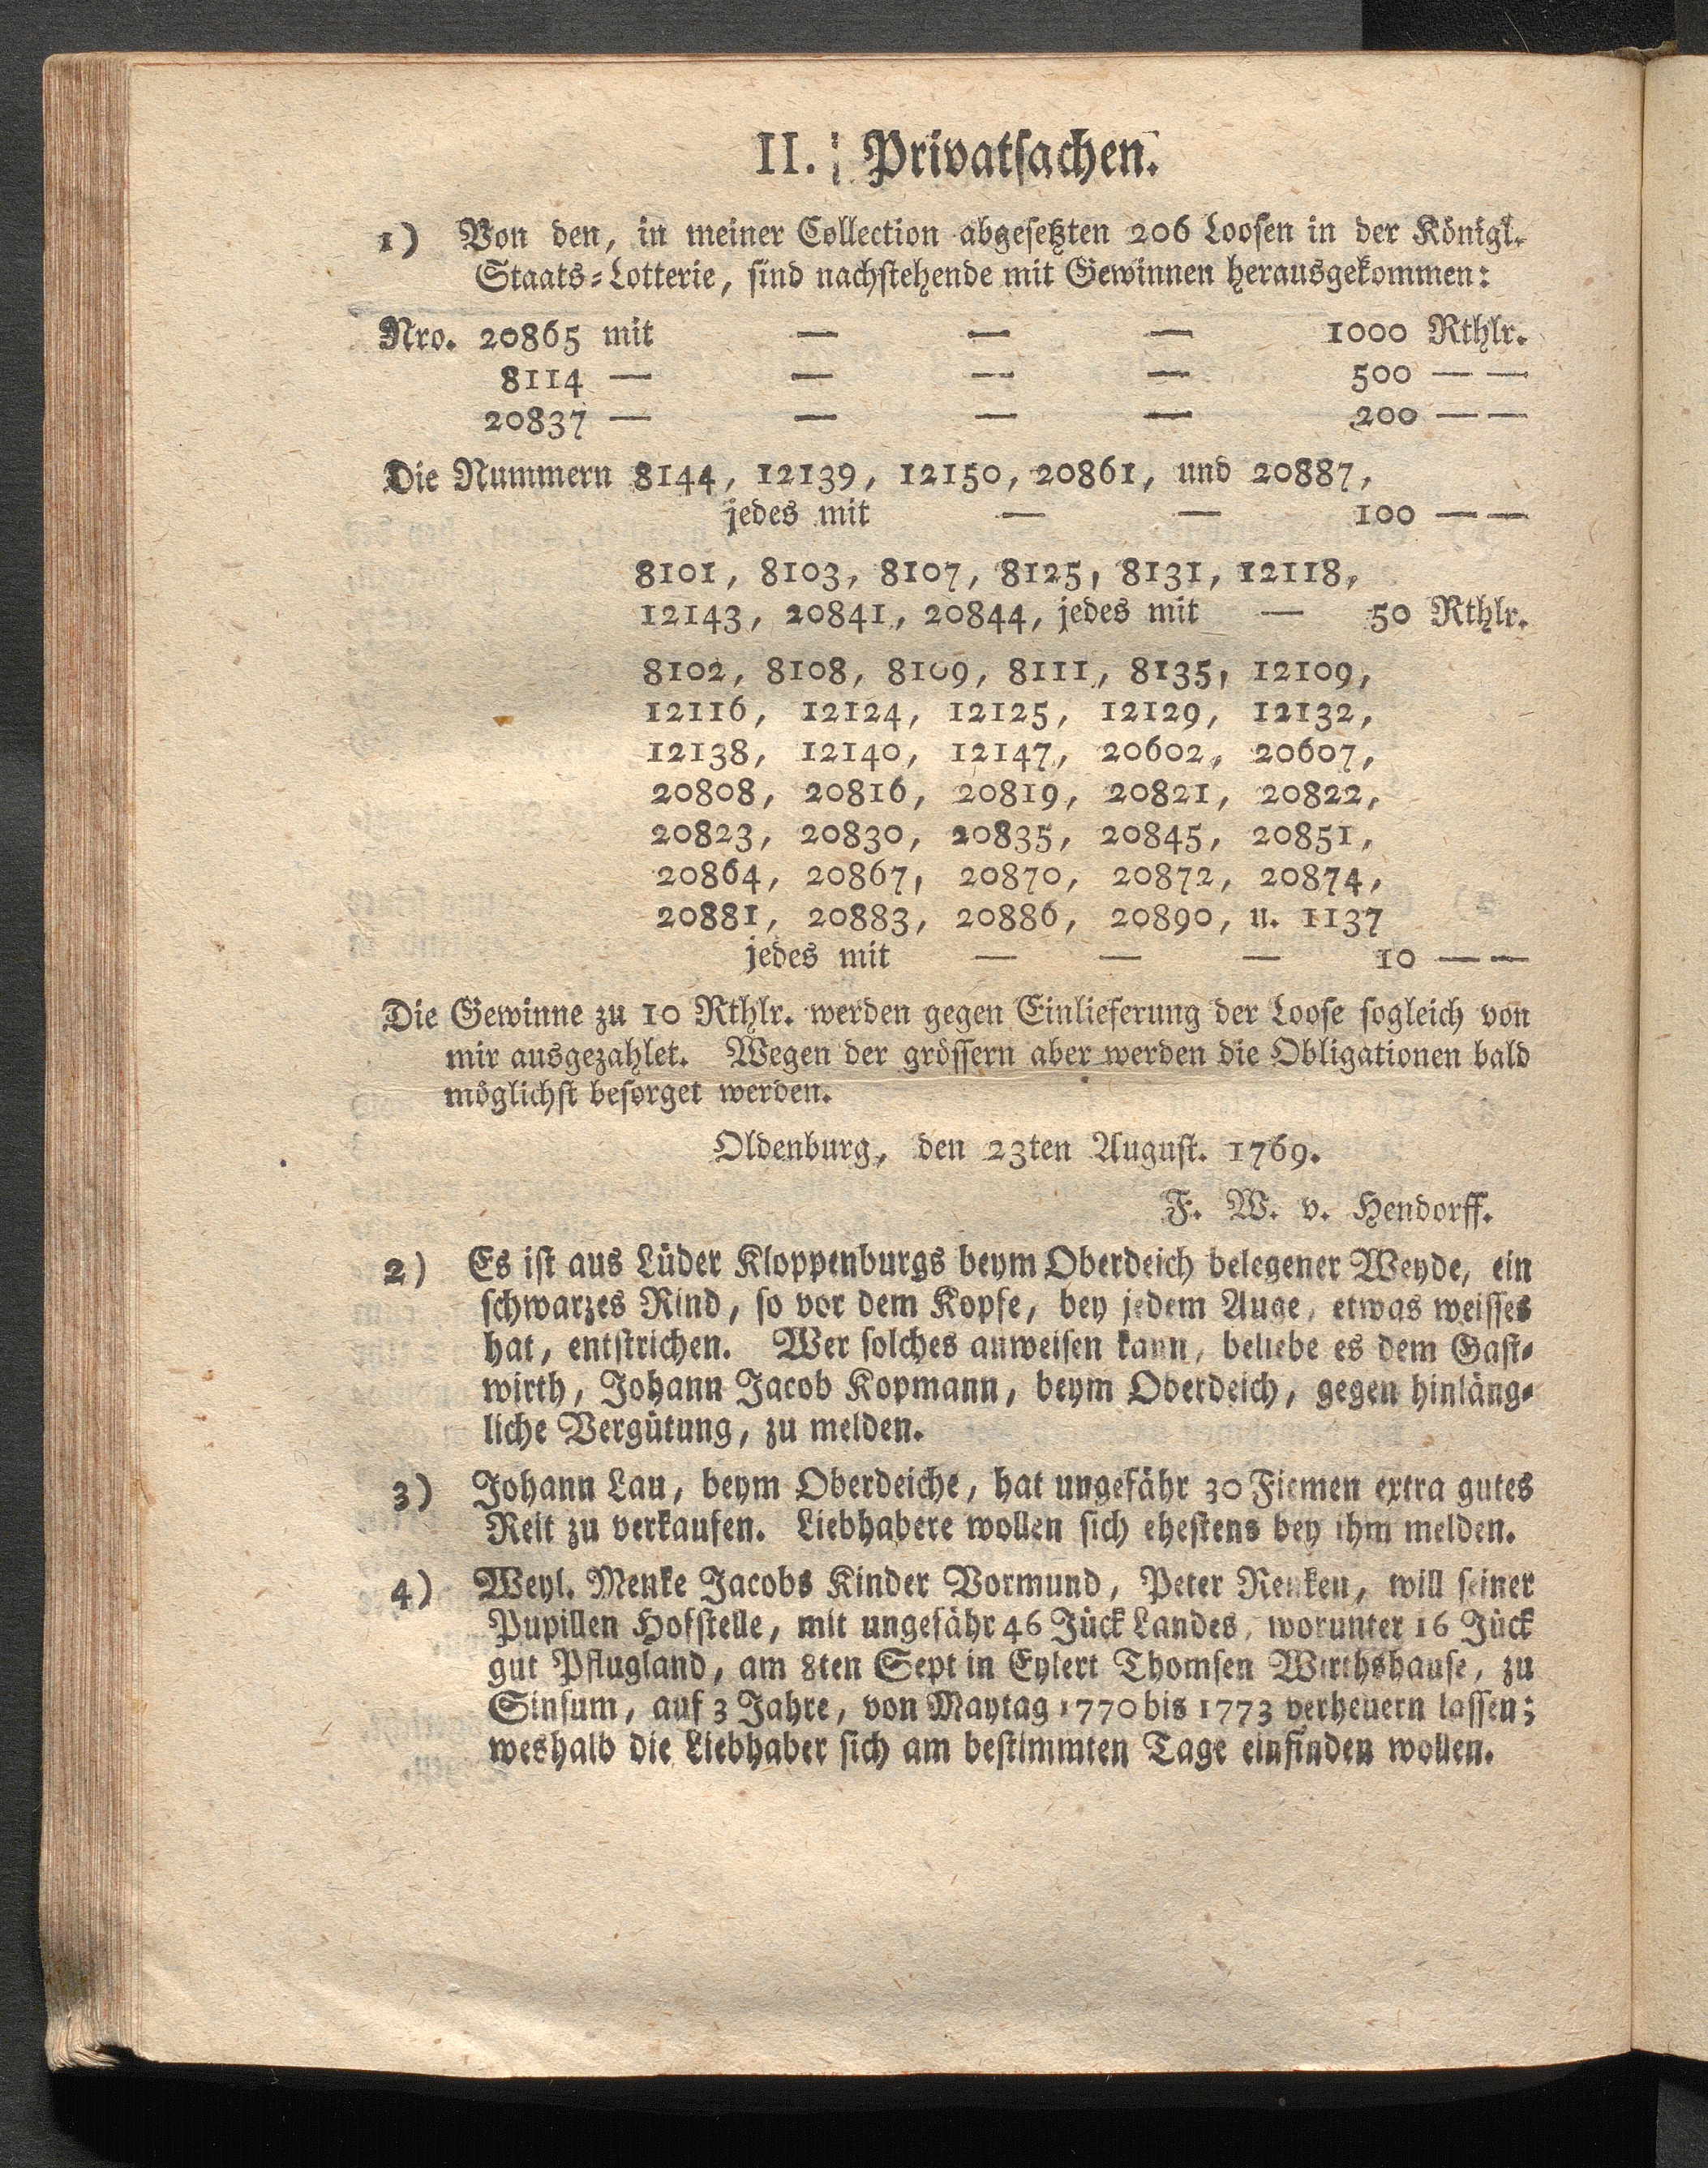 II. Privatsachen.
1) Von den, in meiner Collection abgesetzten 206 Loosen in der Königl.
Staats-Lotterie, sind nachstehende mit Gewinnen herausgekommen:
Nro. 20865 mit — — — 1000 Rthlr.
8114 — — — — 500 — —
20837 — — — — 200 — —
Die Nummern 8144, 12139, 12150, 20861, und 20887,
jedes mit — — 100 — —
8101, 8103, 8107, 8125, 8131, 12118,
12143, 20841, 20844, jedes mit — 50 Rthlr.
8102, 8108, 8109, 8111, 8135, 12109,
12116, 12124, 12125, 12129, 12132,
12138, 12140, 12147, 20602, 20607,
20808, 20816, 20819, 20821, 20822,
20823, 20830, 20835, 20845, 20851,
20864, 20867, 20870, 20872, 20874,
20881, 20883, 20886, 20890, u. 1137
jedes mit — — — 10 — —
Die Gewinne zu 10 Rthlr. werden gegen Einlieferung der Loose sogleich von
mir ausgezahlet. Wegen der grössern aber werden die Obligationen bald
möglichst besorget werden.
Oldenburg, den 23ten August. 1769.
F. W. v. Hendorff.
2) Es ist aus Lüder Kloppenburgs beym Oberdeich belegener Weyde, ein
schwarzes Rind, so vor dem Kopfe, bey jedem Auge, etwas weisses
hat, entstrichen. Wer solches anweisen kann, beliebe es dem Gast-
wirth, Johann Jacob Kopmann, beym Oberdeich, gegen hinläng-
liche Vergütung, zu melden.
3) Johann Lau, beym Oberdeiche, hat ungefähr 30 Fiemen extra gutes
Reit zu verkaufen. Liebhabere wollen sich ehestens bey ihm melden.
4) Weyl. Menke Jacobs Kinder Vormund, Peter Renken, will seiner
Pupillen Hofstelle, mit ungefähr 46 Jück Landes, worunter 16 Jück
gut Pflugland, am 8ten Sept in Eylert Thomsen Wirthshause, zu
Sinsum, auf 3 Jahre, von Maytag 1770 bis 1773 verheuern lassen;
weshalb die Liebhaber sich am bestimmten Tage einfinden wollen.